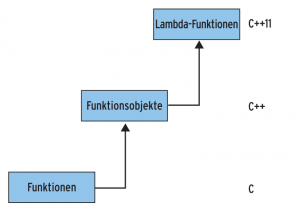 Lambda-Funktionen C++11
Funktionsobjekte C++
Funktionen C